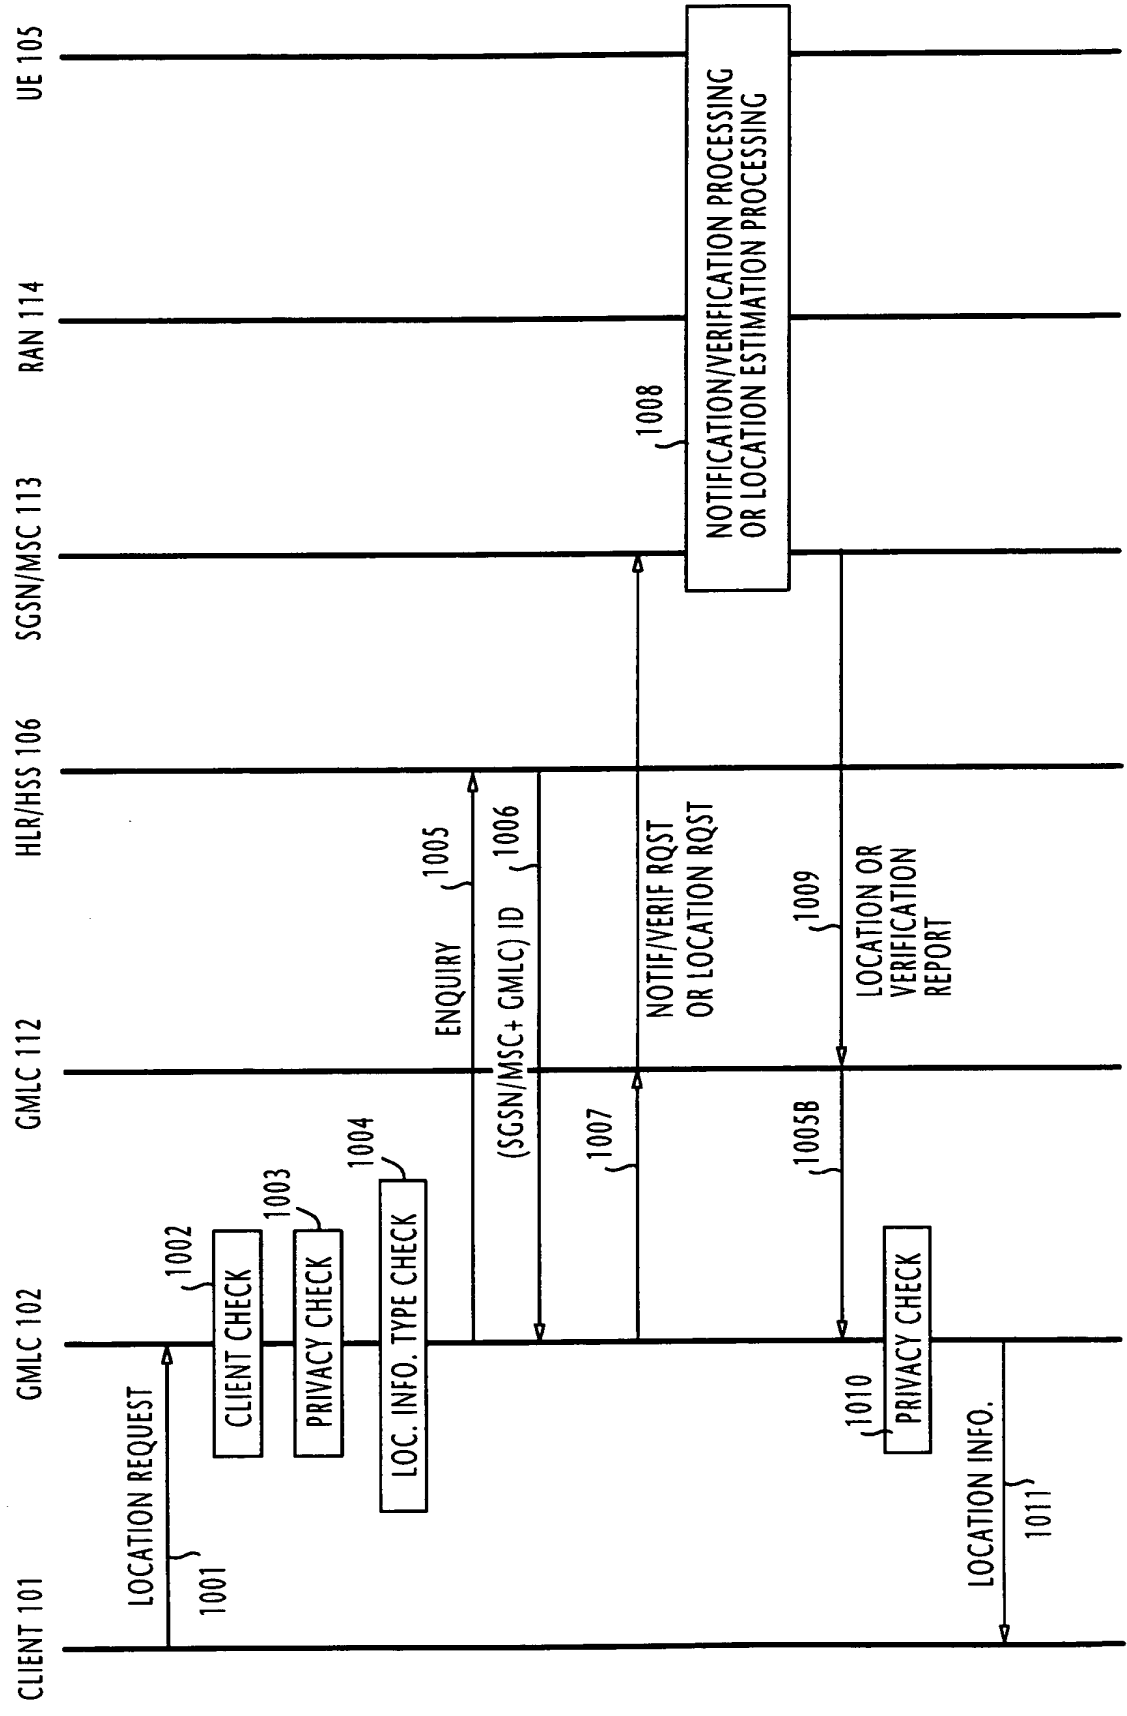 CLIENT 101
GMLC 102
GMLC 112
HLR/HSS 106
SGSN/MSC 113
RAN 114
UE 105
LOCATION REQUEST
1001
CLIENT CHECK
1002
PRIVACY CHECK
1003
LOC. INFO. TYPE CHECK
1004
ENQUIRY
1005
(SGSN/MSC+ GMLC) ID
1006
1007
NOTIF/VERIF RQST
OR LOCATION RQST
1008
NOTIFICATION/VERIFICATION PROCESSING
OR LOCATION ESTIMATION PROCESSING
1005B
1009
LOCATION OR
VERIFICATION
REPORT
1010
PRIVACY CHECK
LOCATION INFO.
1011